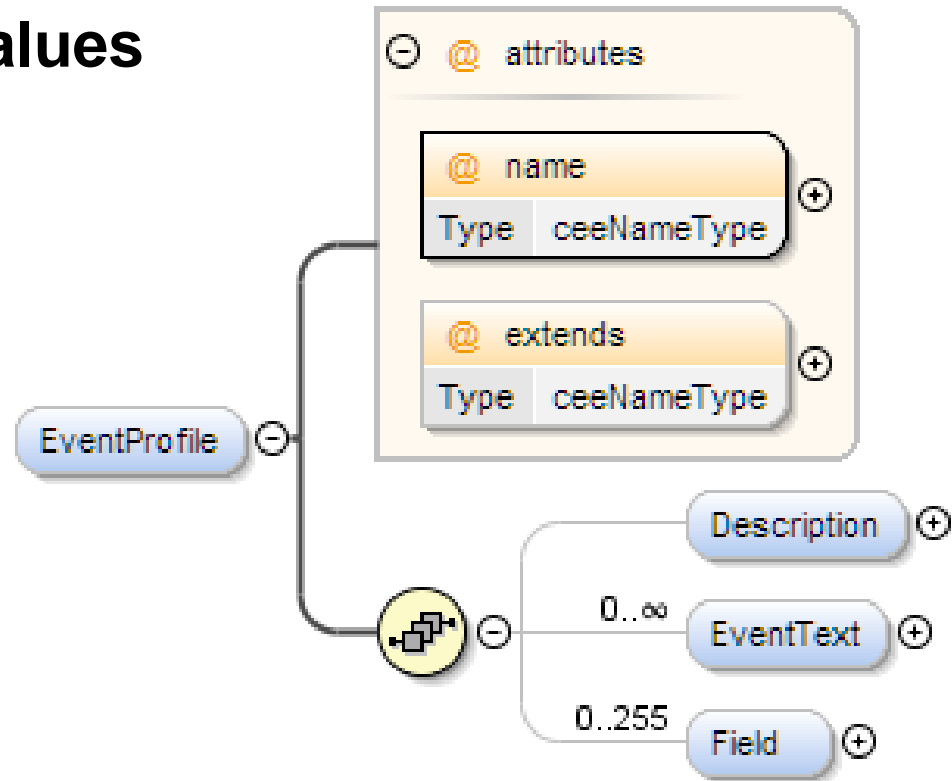 alues
@ attributes
@ name
Type ceeNameType
@ extends
Type ceeNameType
EventProfile
Description
0..∞
EventText
0..255
Field